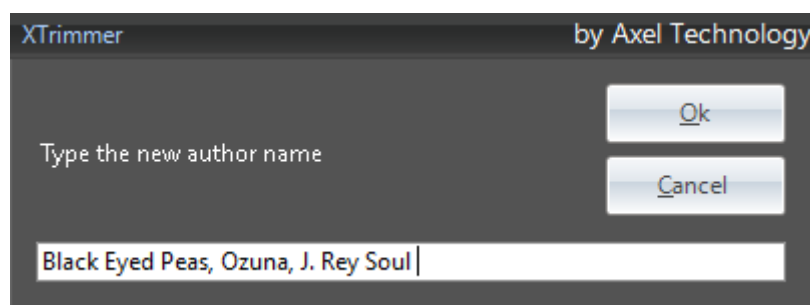 XTrimmer by Axel Technology
Ok
Type the new author name
Cancel
Black Eyed Peas, Ozuna, J. Rey Soul